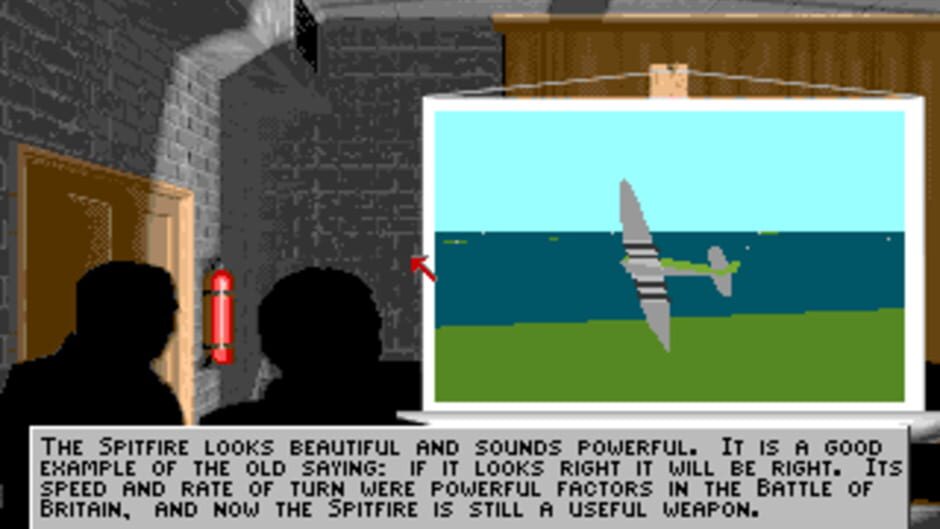 THE SPITFIRE LOOKS BEAUTIFUL AND SOUNDS POWERFUL. IT IS A GOOD
EXAMPLE OF THE OLD SAYING: IF IT LOOKS RIGHT IT WILL BE RIGHT. ITS
SPEED AND RATE OF TURN WERE POWERFUL FACTORS IN THE BATTLE OF
BRITAIN, AND NOW THE SPITFIRE IS STILL A USEFUL WEAPON.